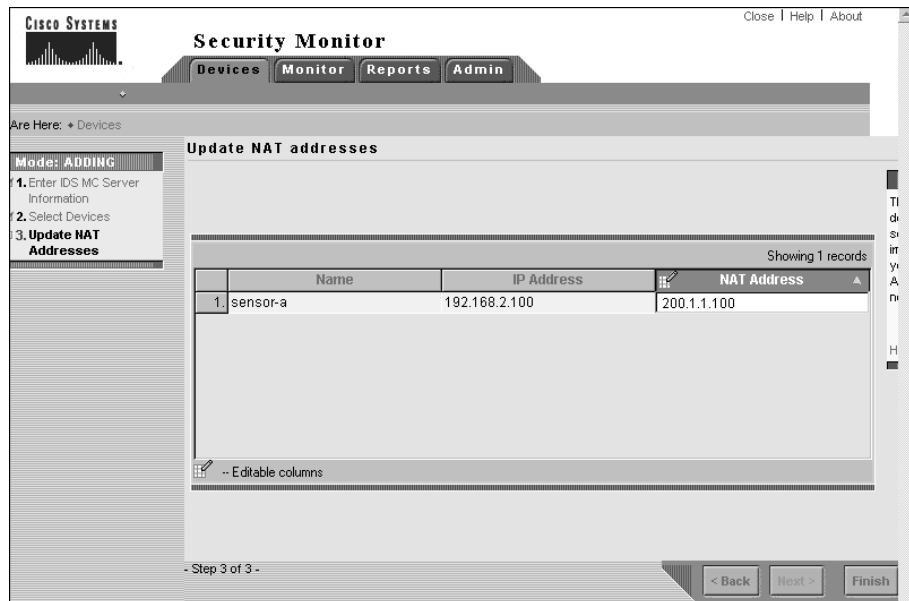 Close | Help | About
CISCO SYSTEMS
Security Monitor
Devices Monitor Reports Admin
Are Here: Devices
Update NAT addresses
Mode: ADDING
1. Enter IDS MC Server
Information
2. Select Devices
3. Update NAT
Addresses
Showing 1 records
Name IP Address NAT Address
1. sensor-a 192.168.2.100 200.1.1.100
-- Editable columns
- Step 3 of 3 -
< Back Next > Finish